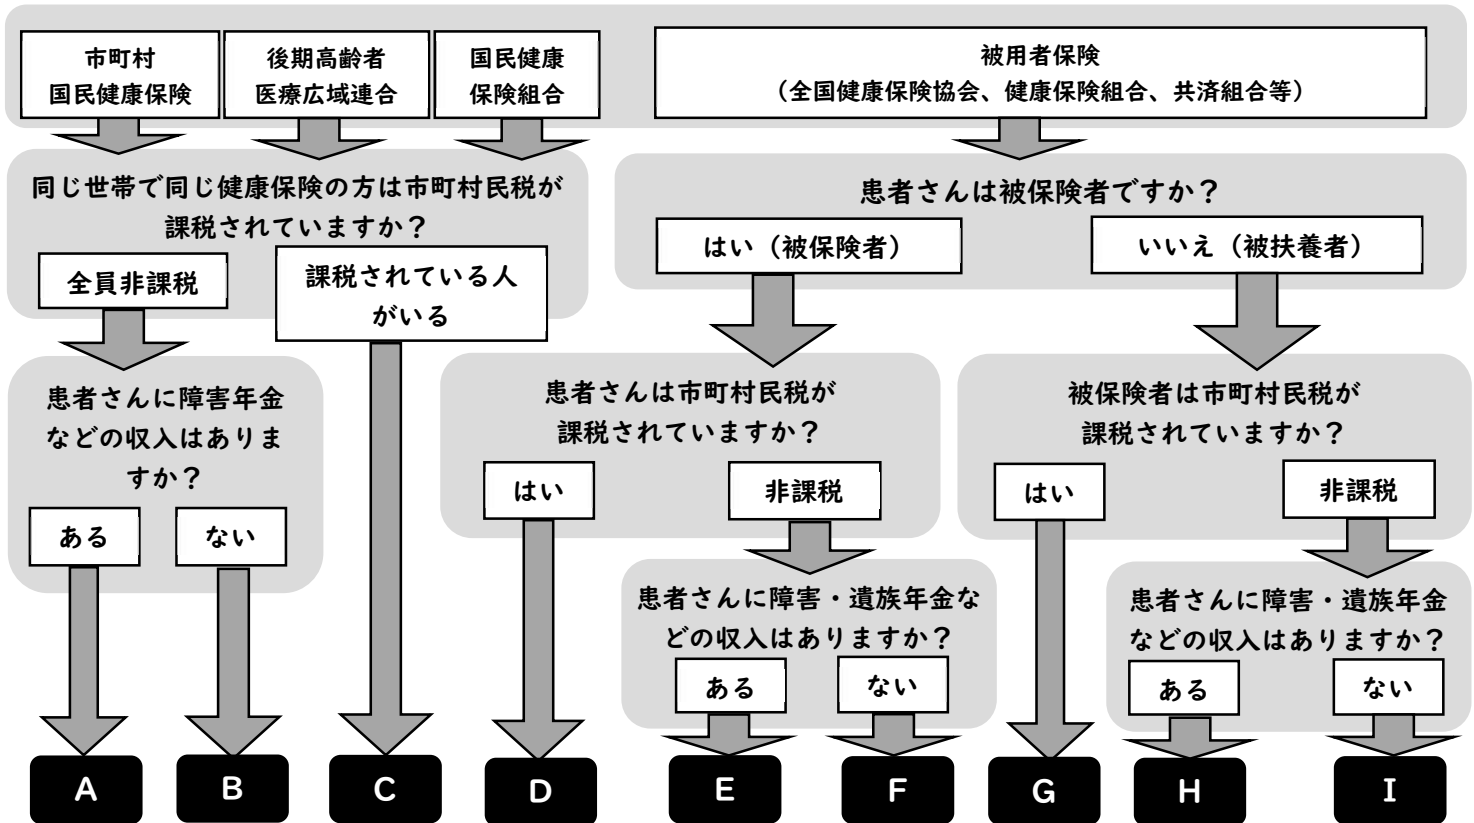 市町村
国民健康保険
後期高齢者
医療広域連合
国民健康
保険組合
被用者保険
（全国健康保険協会、健康保険組合、共済組合等）
同じ世帯で同じ健康保険の方は市町村民税が
課税されていますか？
全員非課税
課税されている人
がいる
患者さんは被保険者ですか？
はい（被保険者）
いいえ（被扶養者）
患者さんに障害年金
などの収入はありま
すか？
ある
ない
患者さんは市町村民税が
課税されていますか？
はい
非課税
被保険者は市町村民税が
課税されていますか？
はい
非課税
患者さんに障害・遺族年金な
どの収入はありますか？
ある
ない
患者さんに障害・遺族年金
などの収入はありますか？
ある
ない
A
B
C
D
E
F
G
H
I